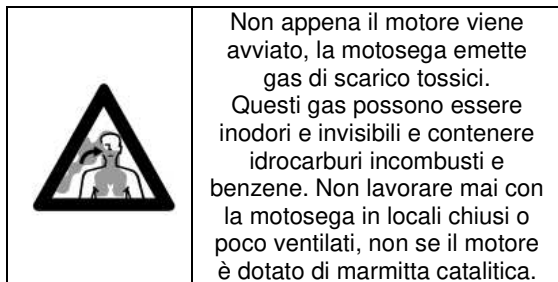 Non appena il motore viene
avviato, la motosega emette
gas di scarico tossici.
Questi gas possono essere
inodori e invisibili e contenere
idrocarburi incombusti e
benzene. Non lavorare mai con
la motosega in locali chiusi o
poco ventilati, non se il motore
è dotato di marmitta catalitica.